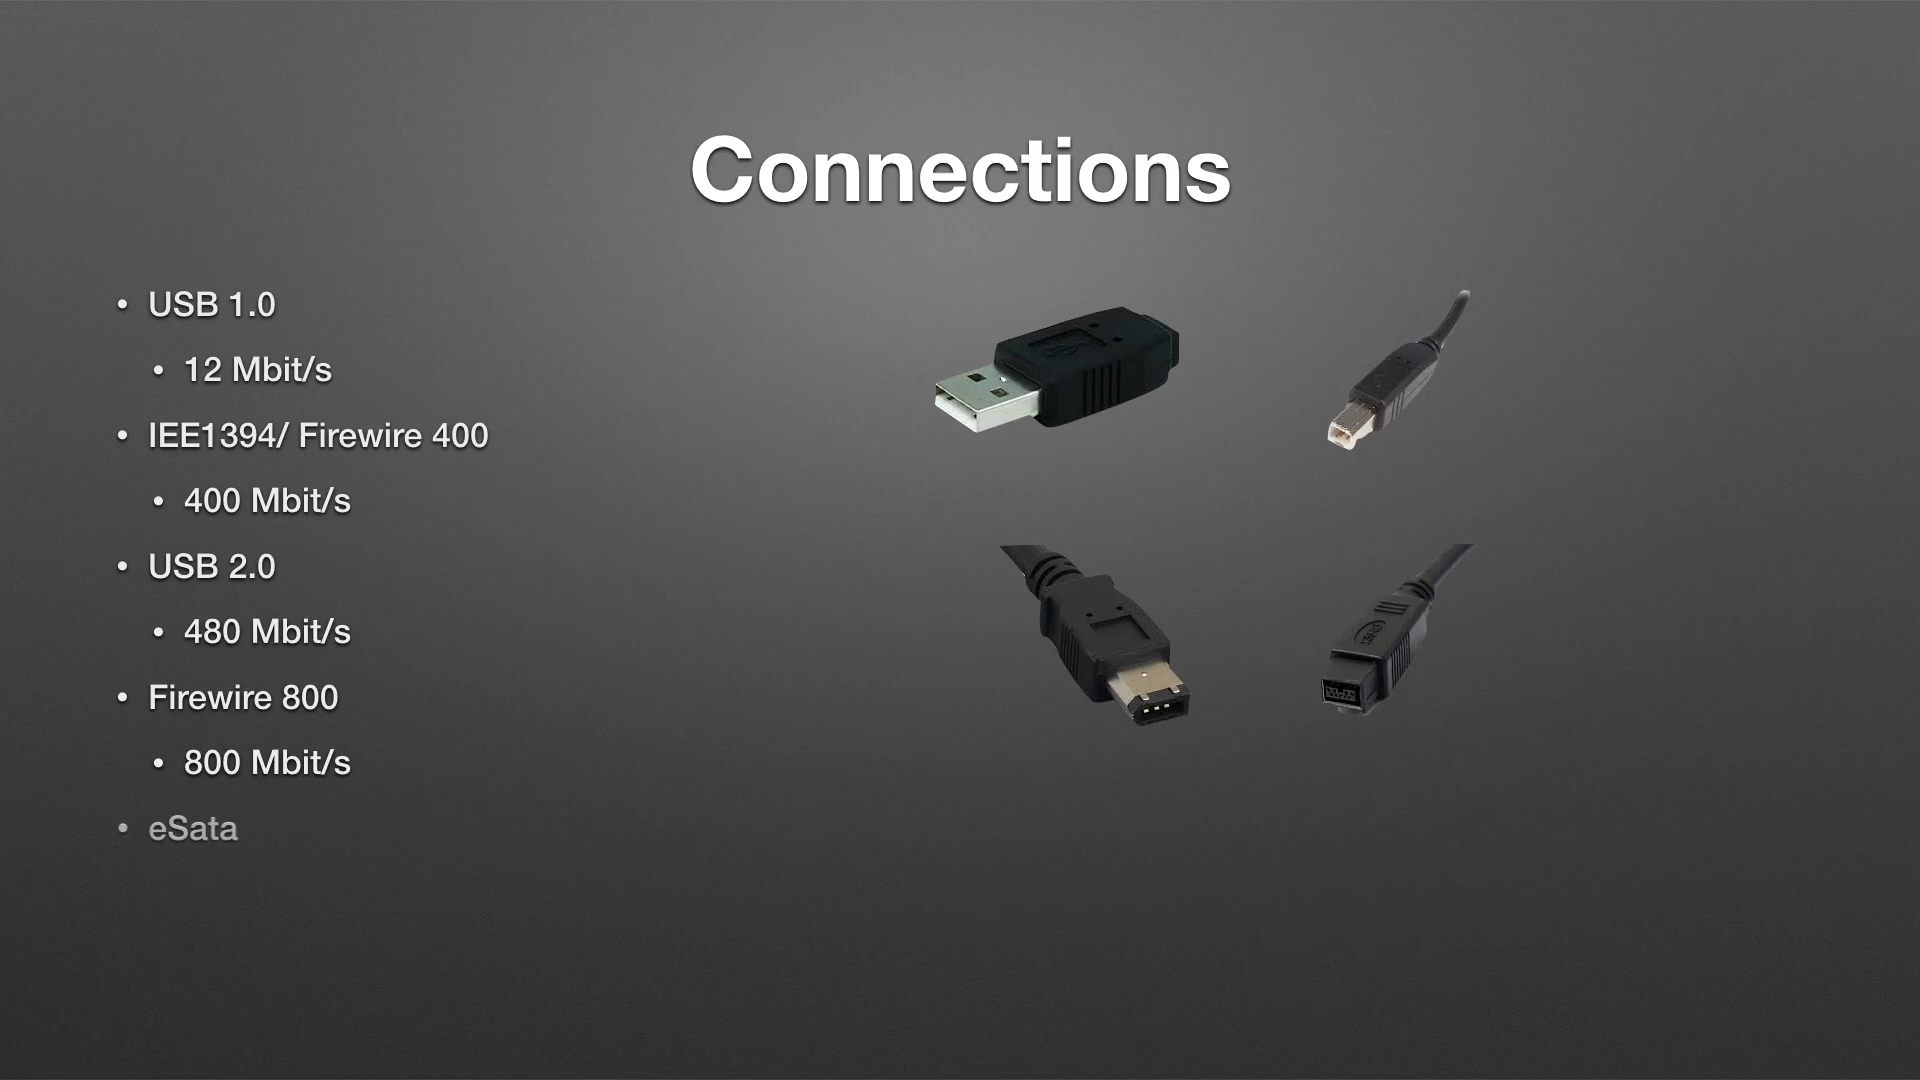 Connections
• USB 1.0
• 12 Mbit/s
• IEE1394/ Firewire 400
• 400 Mbit/s
• USB 2.0
• 480 Mbit/s
• Firewire 800
• 800 Mbit/s
• eSata